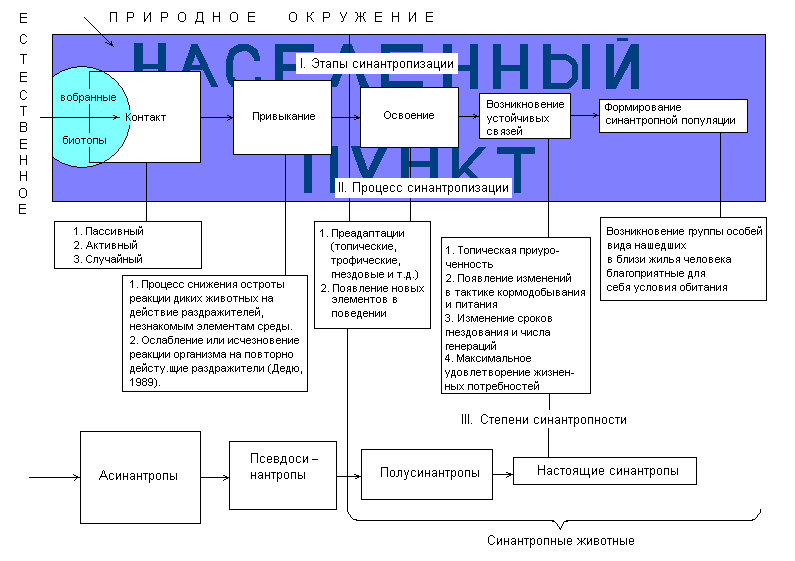 ПРИРОДНОЕ ОКРУЖЕНИЕ
ЕСТЕСТВЕННОЕ
НАСЕЛЕННЫЙ
ПУНКТ
I. Этапы синантропизации
вобранные
биотопы
Контакт
Привыкание
Освоение
Возникновение
устойчивых
связей
Формирование
синантропной популяции
II. Процесс синантропизации
1. Пассивный
2. Активный
3. Случайный
1. Процесс снижения остроты
реакции диких животных на
действие раздражителей,
незнакомым элементам среды.
2. Ослабление или исчезновение
реакции организма на повторно
дейсту.щие раздражители (Дедю,
1989).
1. Преадаптации
(топические,
трофические,
гнездовые и т.д.)
2. Появление новых
элементов в
поведении
1. Топическая приуро-
ченность
2. Появление изменений
в тактике кормодобывания
и питания
3. Изменение сроков
гнездования и числа
генераций
4. Максимальное
удовлетворение жизнен-
ных потребностей
Возникновение группы особей
вида нашедших
в близи жилья человека
благоприятные для
себя условия обитания
III. Степени синантропности
Асинантропы
Псевдоси –
нантропы
Полусинантропы
Настоящие синантропы
Синантропные животные